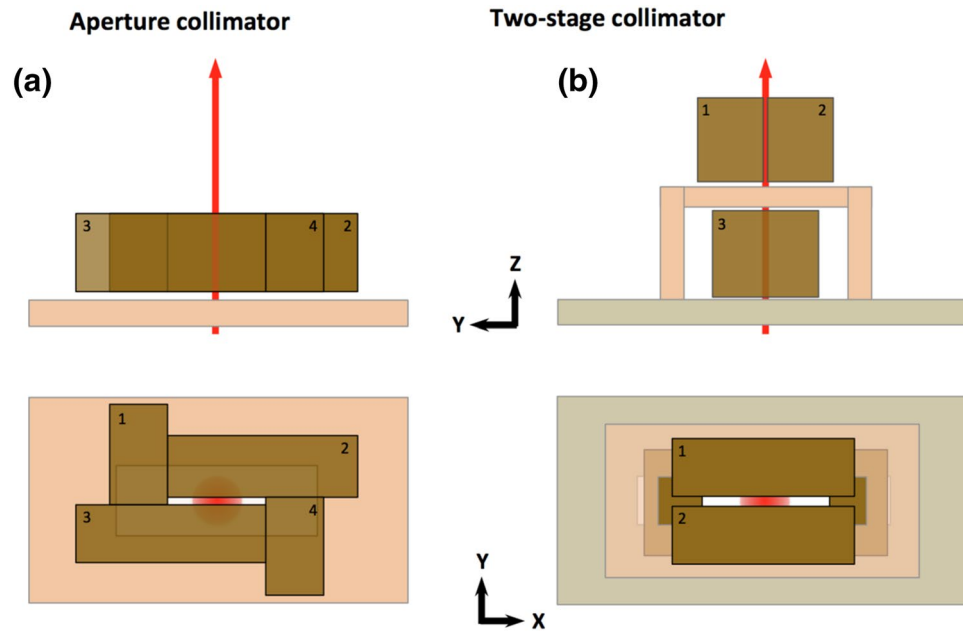 Aperture collimator
Two-stage collimator
(a)
(b)
1 2
3 4 2
3
Z
Y
1
2
3
4
1
2
Y
X